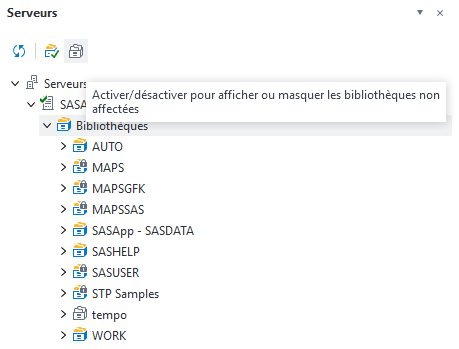 Serveurs
Serveurs
Activer/désactiver pour afficher ou masquer les bibliothèques non
affectées
SASA
Bibliothèques
AUTO
MAPS
MAPSGFK
MAPSSAS
SASApp - SASDATA
SASHELP
SASUSER
STP Samples
tempo
WORK